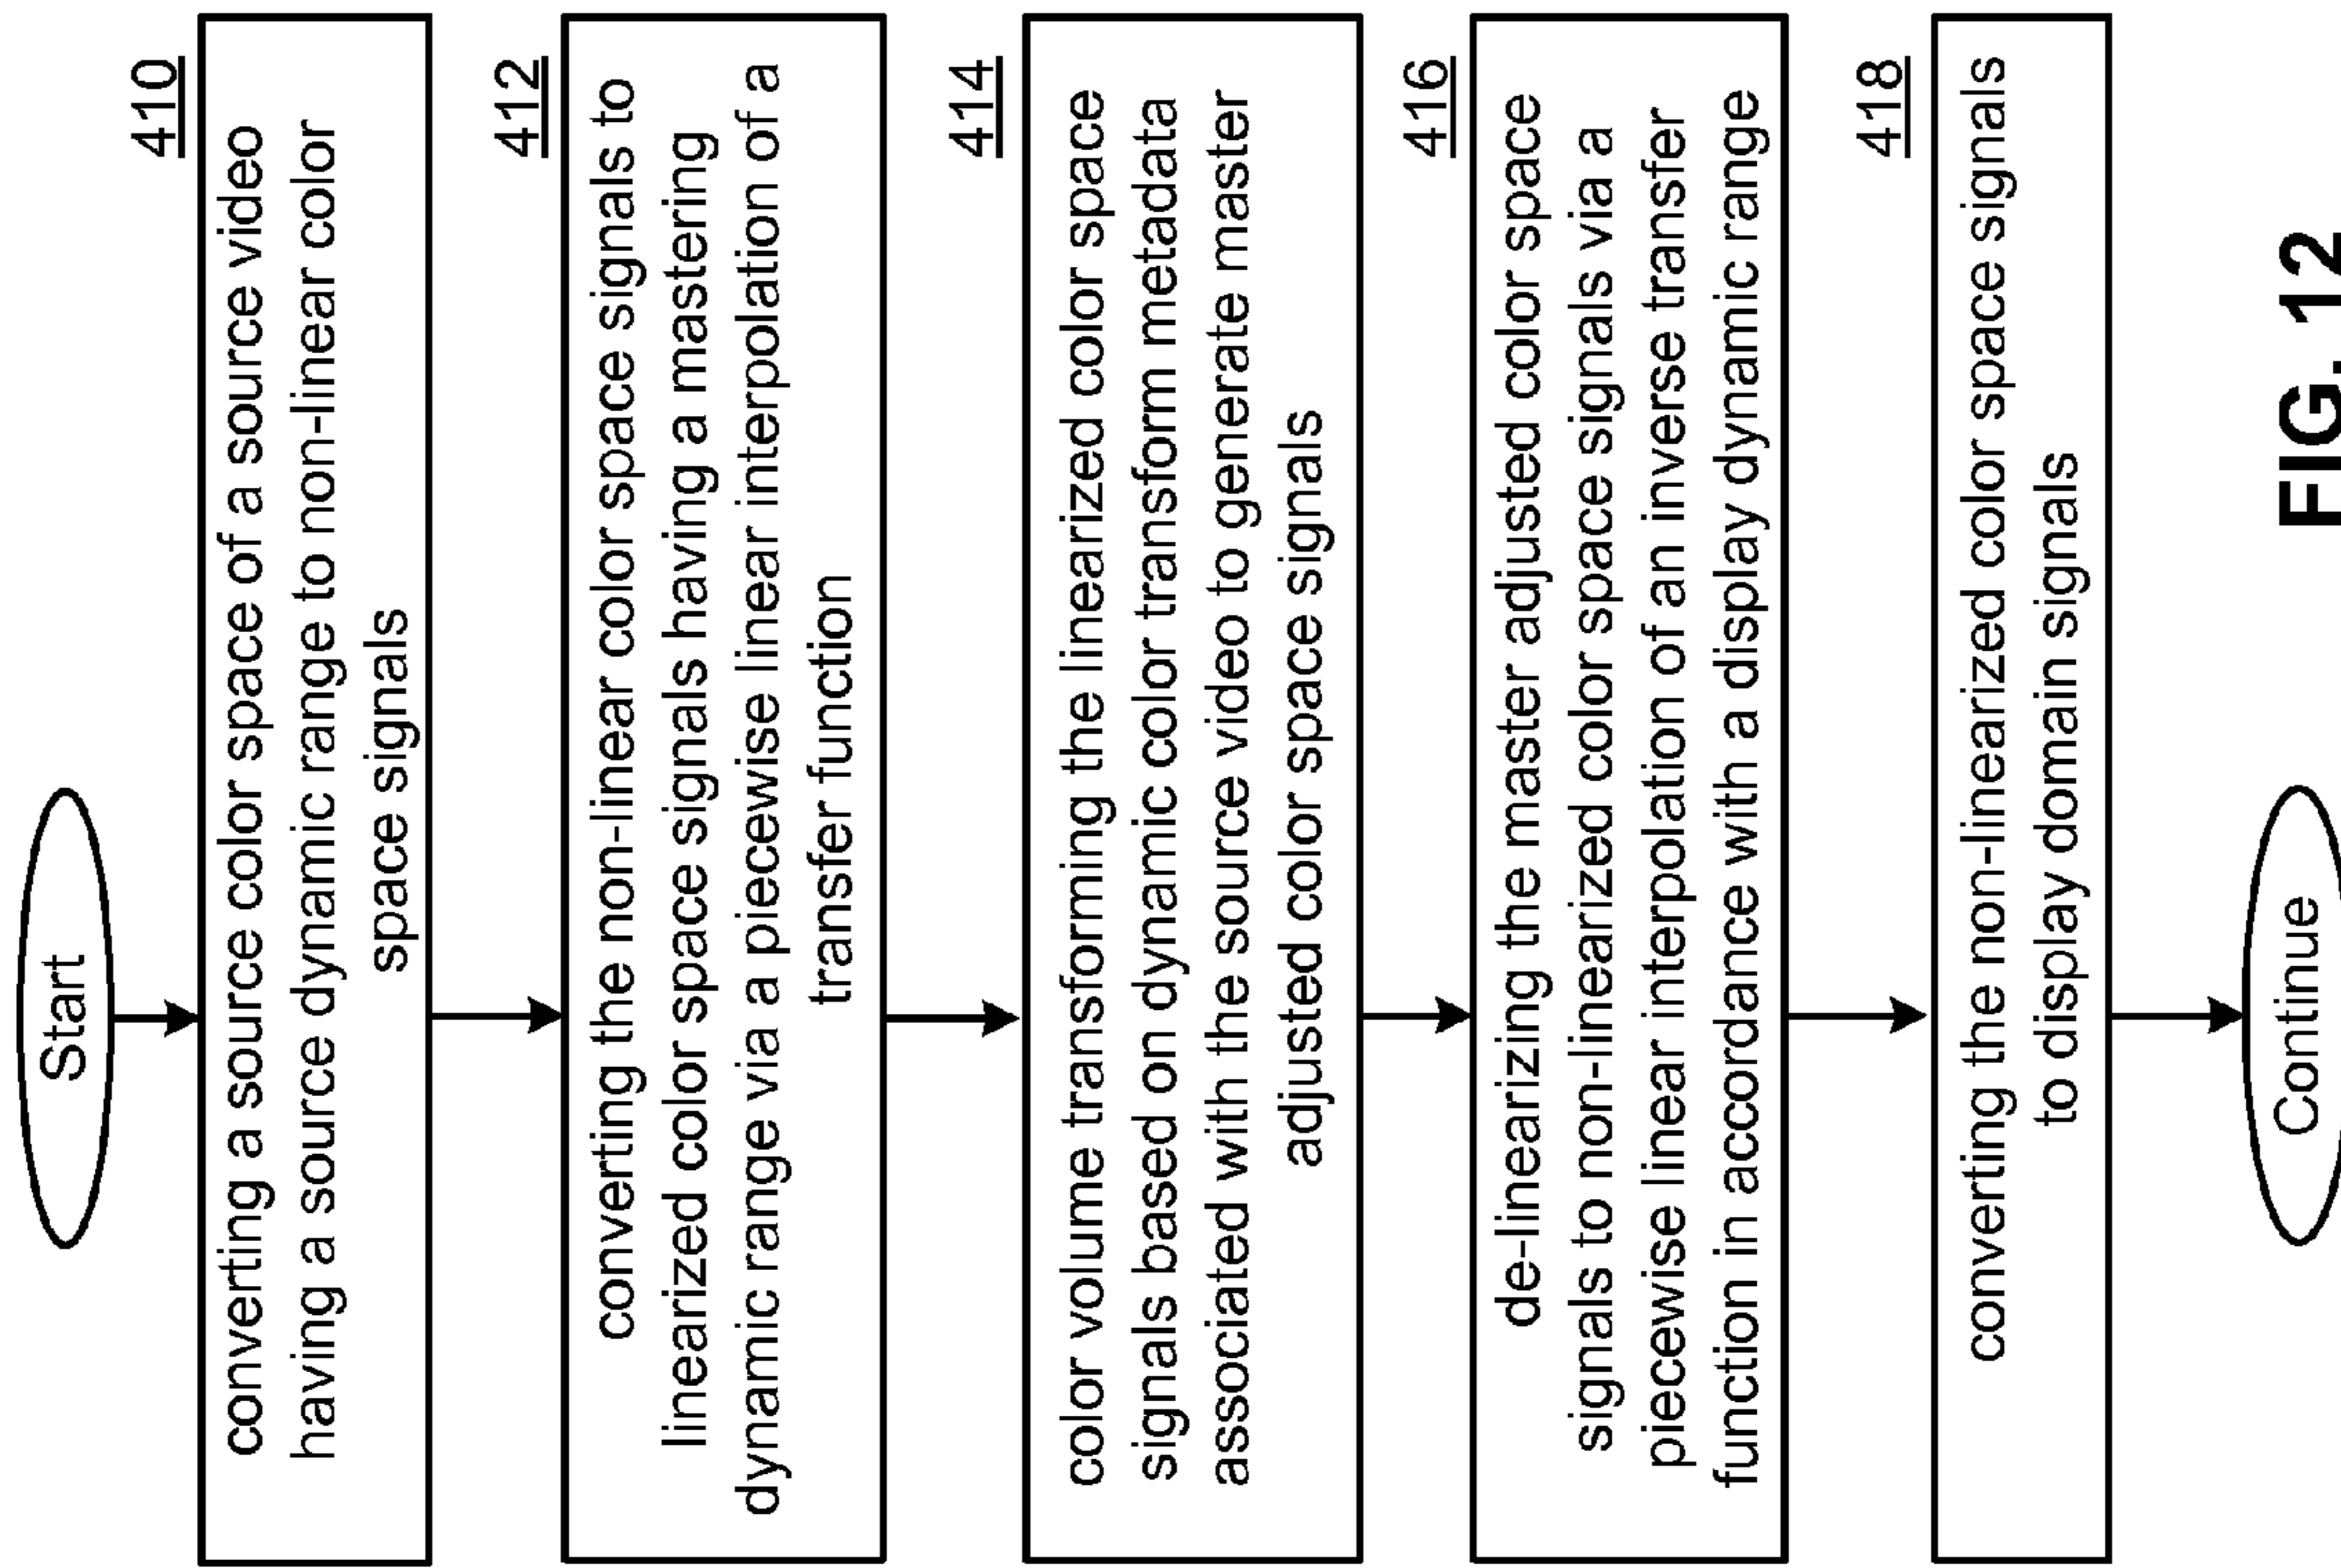 Start
410
converting a source color space of a source video
having a source dynamic range to non-linear color
space signals
412
converting the non-linear color space signals to
linearized color space signals having a mastering
dynamic range via a piecewise linear interpolation of a
transfer function
414
color volume transforming the linearized color space
signals based on dynamic color transform metadata
associated with the source video to generate master
adjusted color space signals
416
de-linearizing the master adjusted color space
signals to non-linearized color space signals via a
piecewise linear interpolation of an inverse transfer
function in accordance with a display dynamic range
418
converting the non-linearized color space signals
to display domain signals
Continue
FIG. 12